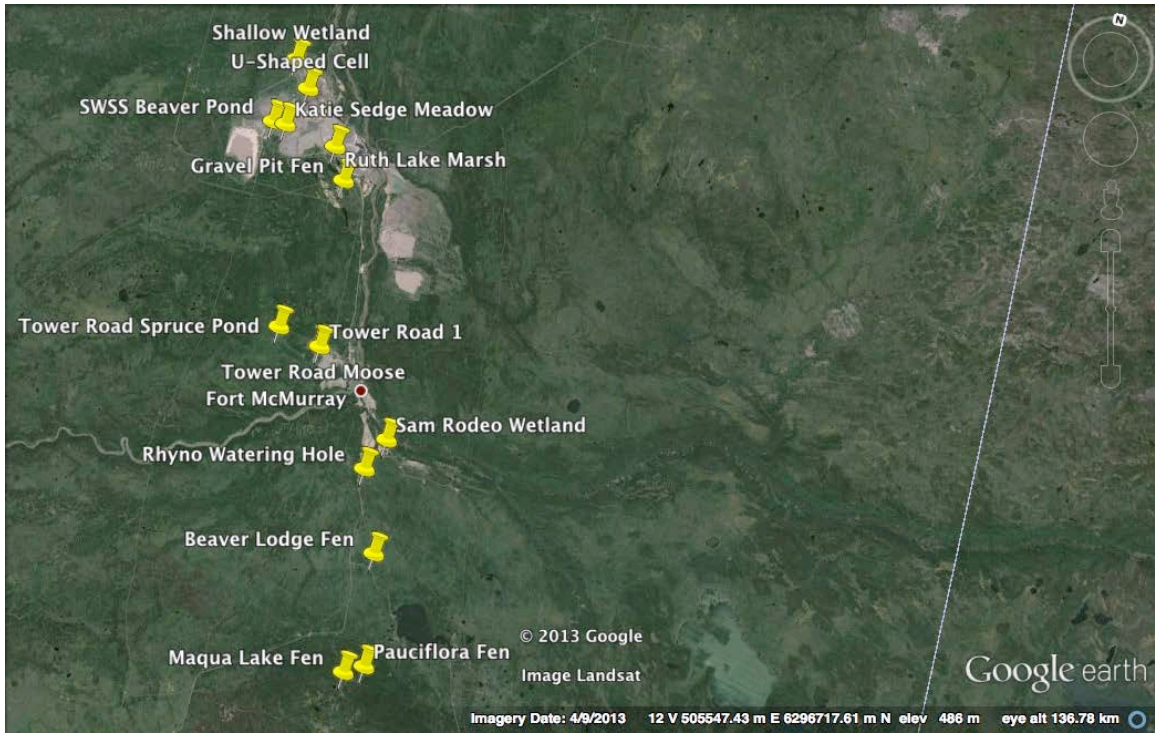 Shallow Wetland
U-Shaped Cell
SWSS Beaver Pond
Katie Sedge Meadow
Gravel Pit Fen
Ruth Lake Marsh
Tower Road Spruce Pond
Tower Road 1
Tower Road Moose
Fort McMurray
Sam Rodeo Wetland
Rhyno Watering Hole
Beaver Lodge Fen
Maqua Lake Fen
Pauciflora Fen
© 2013 Google
Image Landsat
Google earth
Imagery Date: 4/9/2013 12 V 505547.43 m E 6296717.61 m N elev 486 m eye alt 136.78 km
N